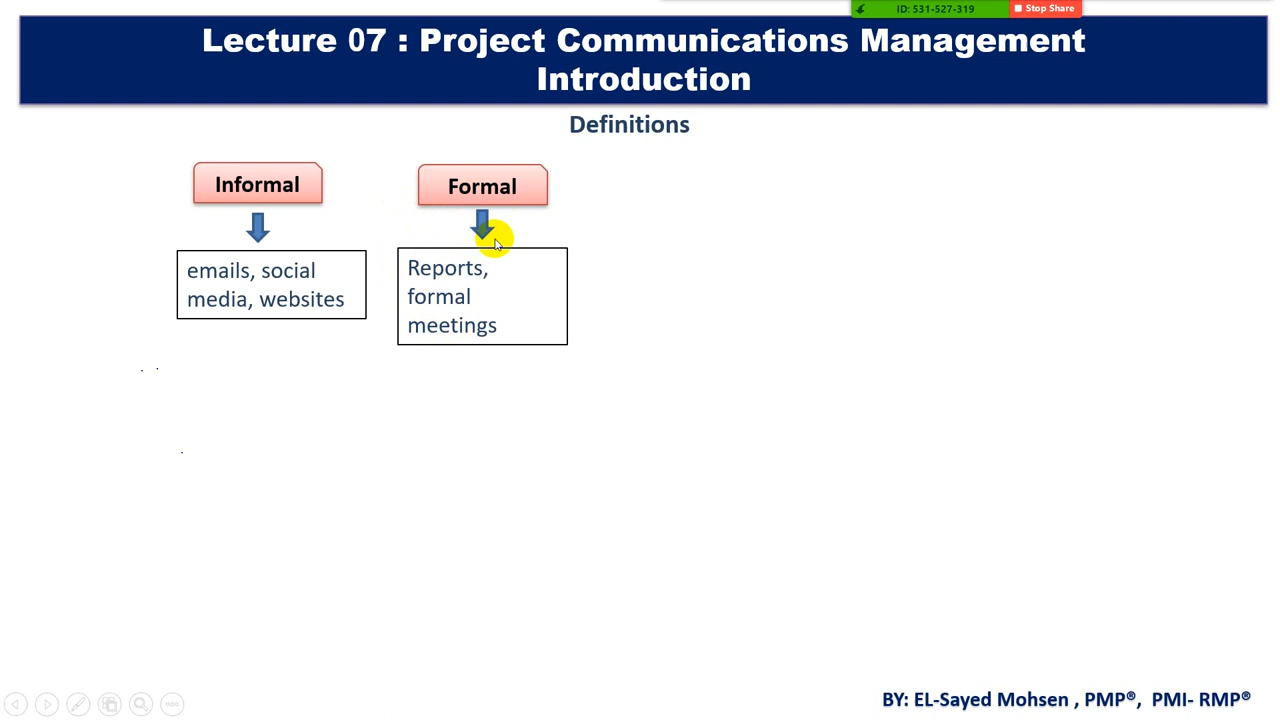 ID: 531-527-319
Stop Share
Lecture 07 : Project Communications Management
Introduction
Definitions
Informal
emails, social
media, websites
Formal
Reports,
formal
meetings
BY: EL-Sayed Mohsen , PMP®, PMI- RMP®